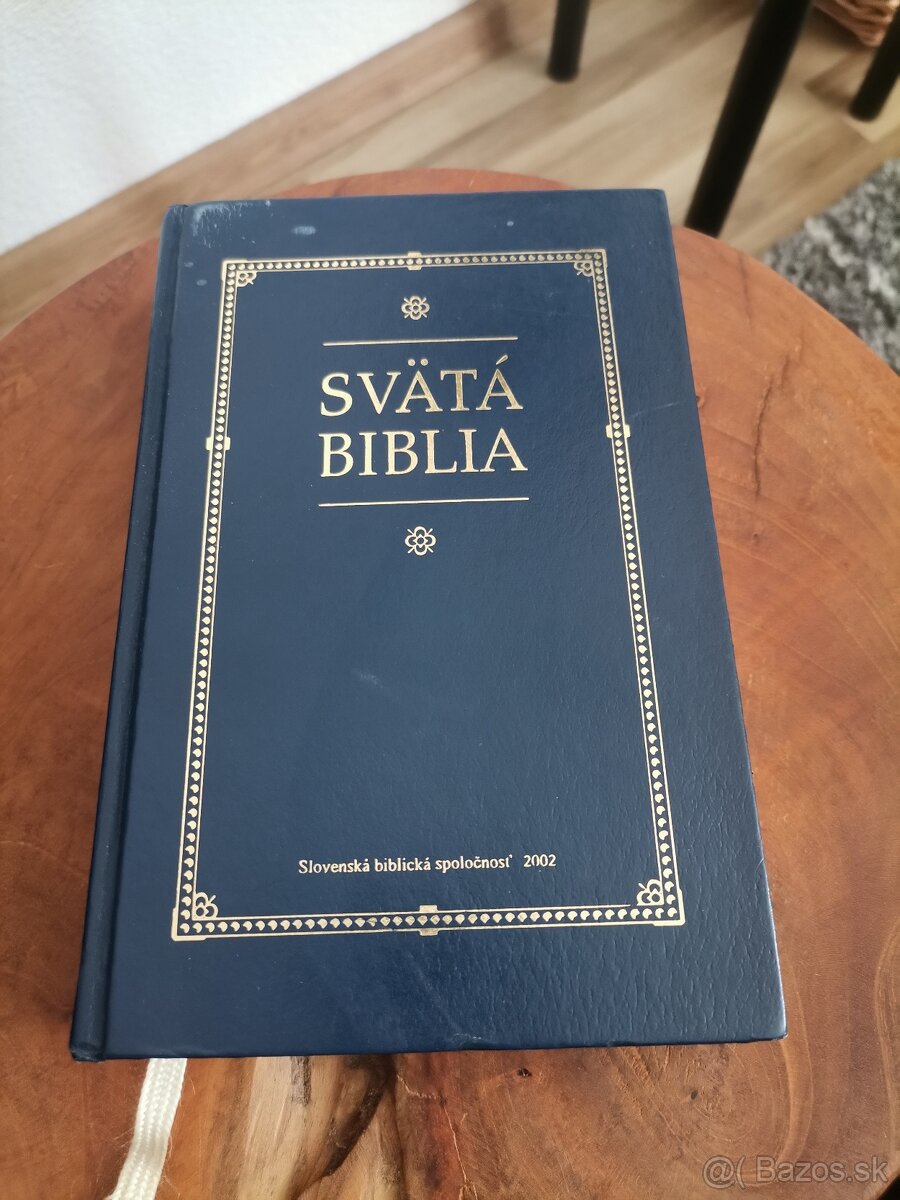 SVÄTÁ
BIBLIA
Slovenská biblická spoločnosť 2002
@( Bazos.sk